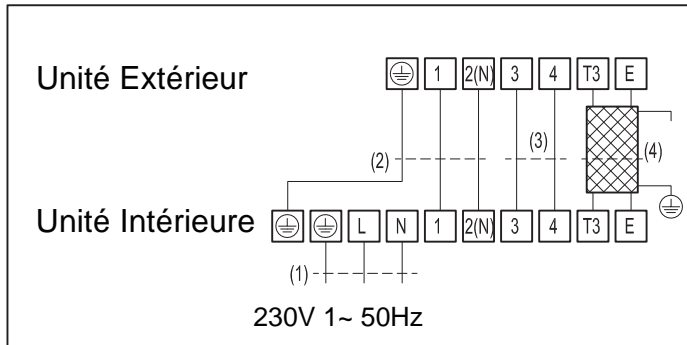 Unité Extérieur
1 2(N) 3 4 T3 E
(2) (3) (4)
Unité Intérieure L N 1 2(N) 3 4 T3 E
(1)
230V 1~ 50Hz